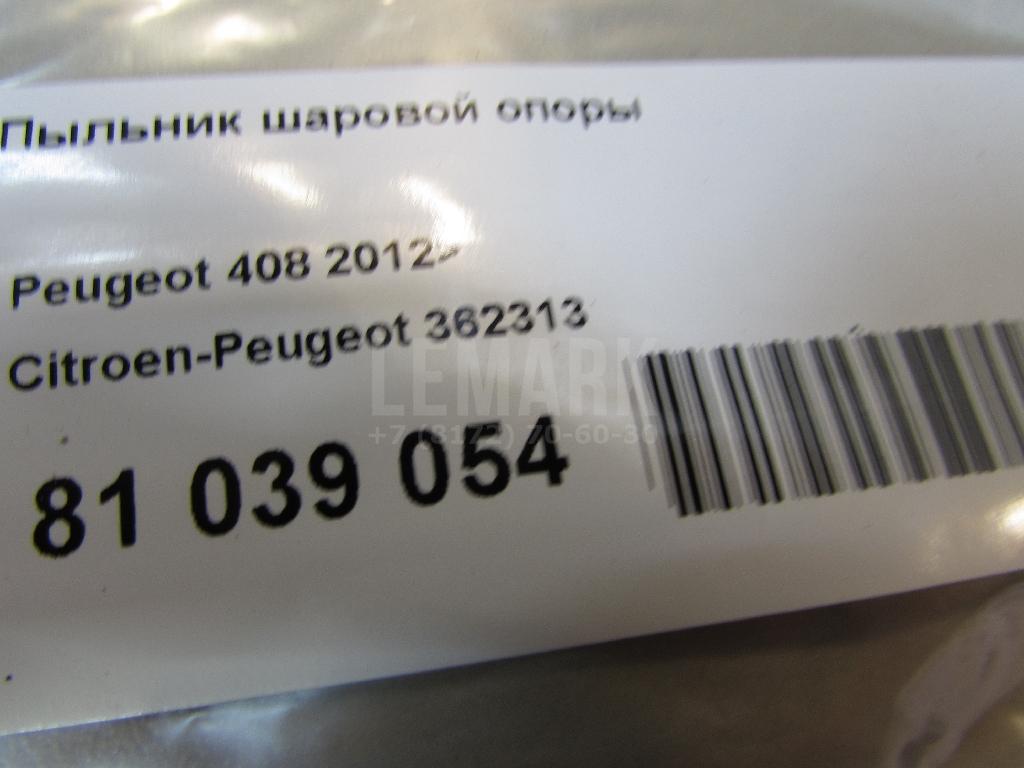 Пыльник шаровой опоры
Peugeot 408 2012>
Citroen-Peugeot 362313
LEMARK
81 039 054